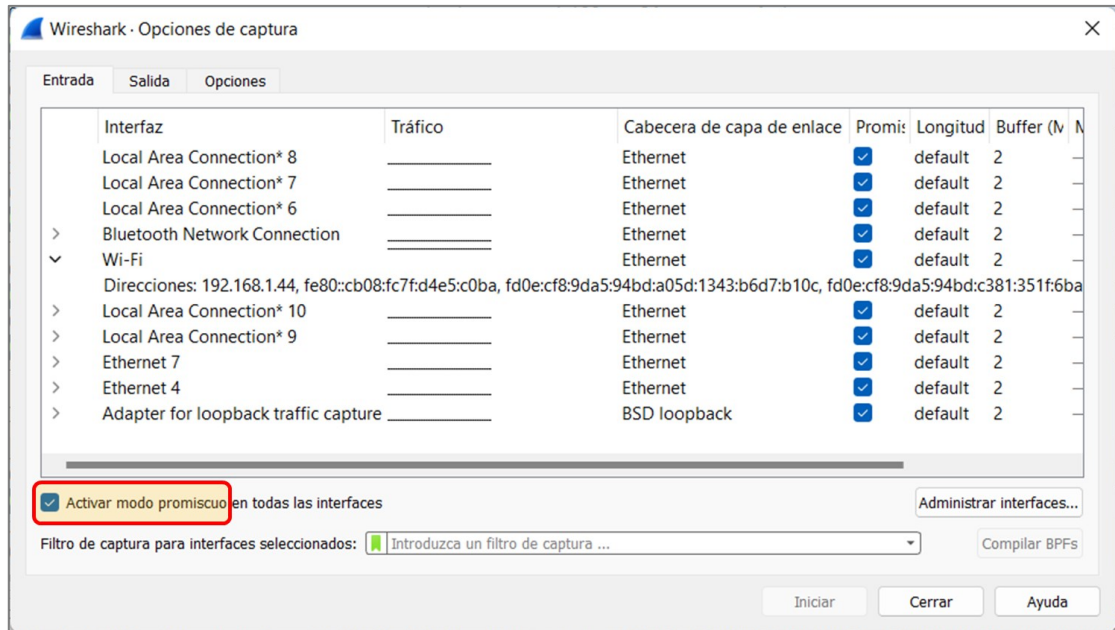 Wireshark · Opciones de captura
Entrada Salida Opciones
Interfaz Tráfico Cabecera de capa de enlace Promis Longitud Buffer (M
Local Area Connection* 8 Ethernet default 2
Local Area Connection* 7 Ethernet default 2
Local Area Connection* 6 Ethernet default 2
Bluetooth Network Connection Ethernet default 2
Wi-Fi Ethernet default 2
Direcciones: 192.168.1.44, fe80::cb08:fc7f:d4e5:c0ba, fd0e:cf8:9da5:94bd:a05d:1343:b6d7:b10c, fd0e:cf8:9da5:94bd:c381:351f:6ba
Local Area Connection* 10 Ethernet default 2
Local Area Connection* 9 Ethernet default 2
Ethernet 7 Ethernet default 2
Ethernet 4 Ethernet default 2
Adapter for loopback traffic capture BSD loopback default 2
Activar modo promiscuo en todas las interfaces Administrar interfaces...
Filtro de captura para interfaces seleccionados: Introduzca un filtro de captura ... Compilar BPFs
Iniciar Cerrar Ayuda